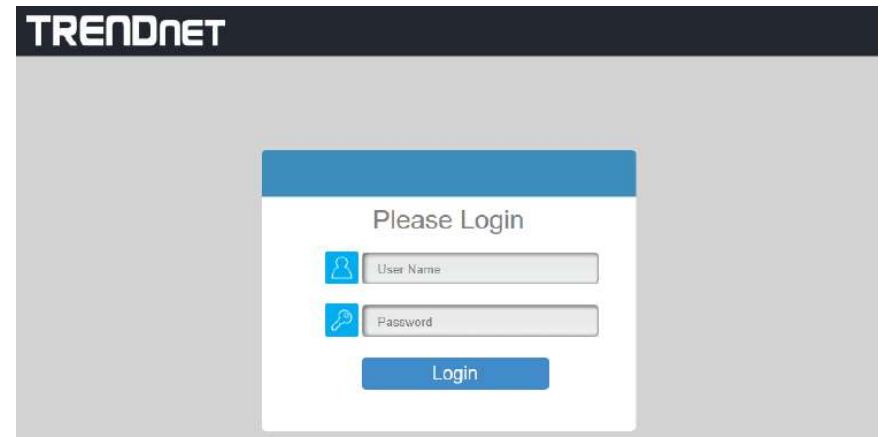 TRENDNET
Please Login
User Name
Password
Login